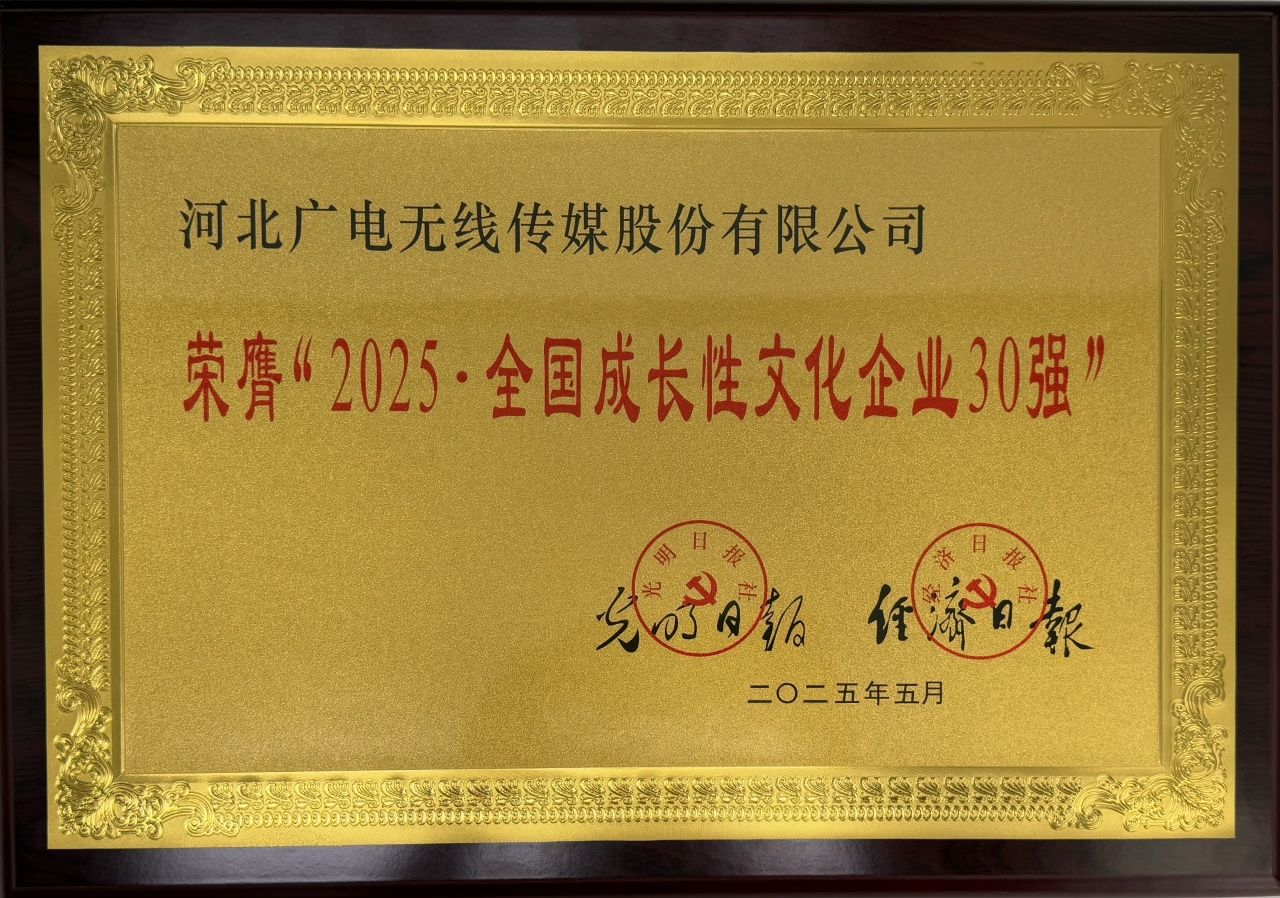 河北广电无线传媒股份有限公司
荣膺“2025·全国成长性文化企业30强”
光明日报社
经济日报社
光明日报 经濟日報
二〇二五年五月